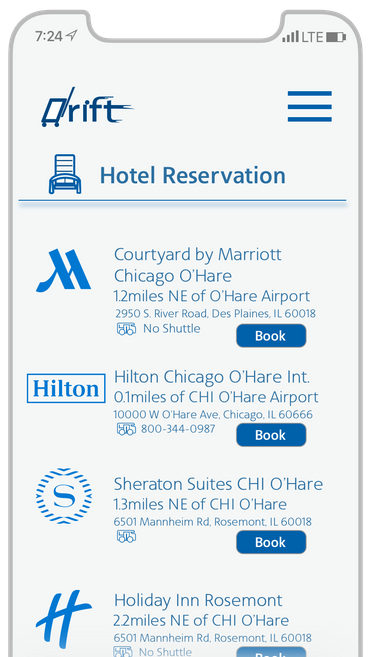 7:24 LTE
Drift
Hotel Reservation
Courtyard by Marriott
Chicago O'Hare
1.2miles NE of O'Hare Airport
2950 S. River Road, Des Plaines, IL 60018
No Shuttle
Book
Hilton
Hilton Chicago O'Hare Int.
0.1miles of CHI O'Hare Airport
10000 W O'Hare Ave, Chicago, IL 60666
800-344-0987
Book
S
Sheraton Suites CHI O'Hare
1.3miles NE of CHI O'Hare
6501 Mannheim Rd, Rosemont, IL 60018
Book
H
Holiday Inn Rosemont
2.2miles NE of CHI O'Hare
6501 Mannheim Rd, Rosemont, IL 60018
No Shuttle
Book